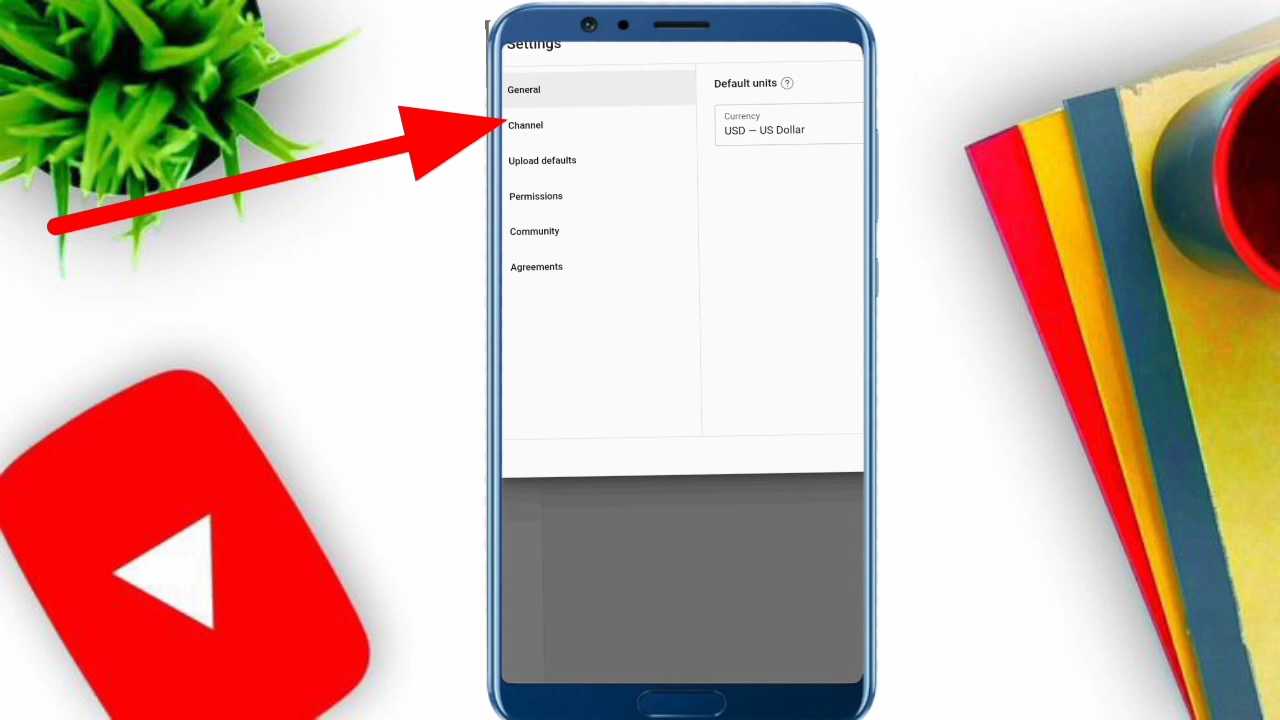 Settings
General
Default units ?
Currency
Channel
USD — US Dollar
Upload defaults
Permissions
Community
Agreements